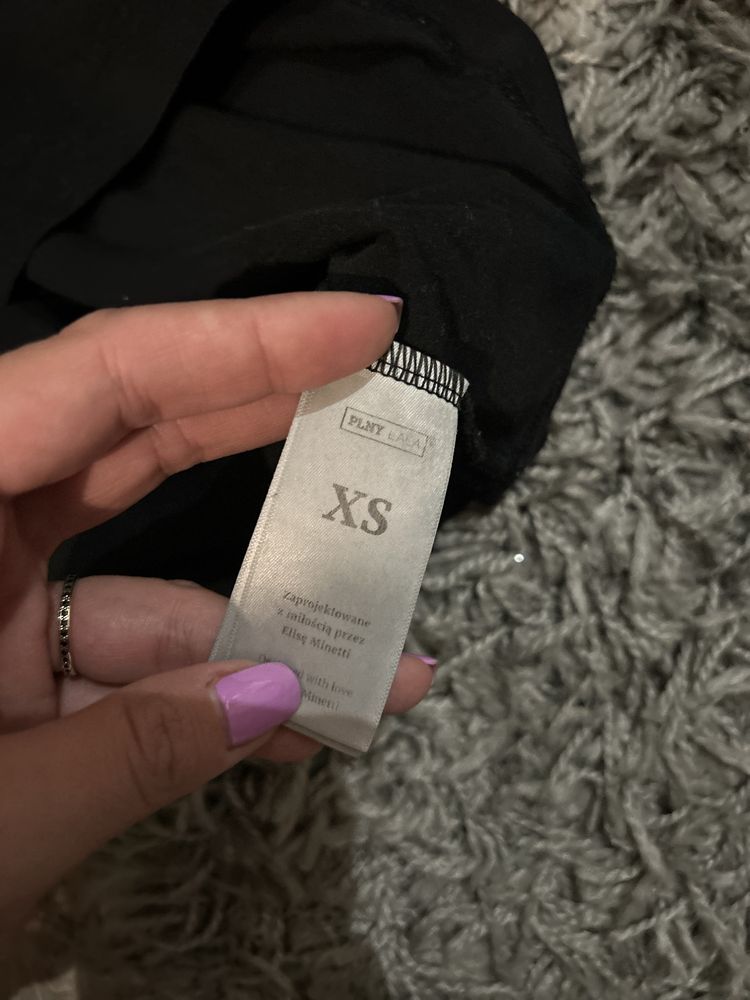 PLNY LALA
XS
Zaprojektowane
z miłością przez
Elisę Minetti
with love
Minetti